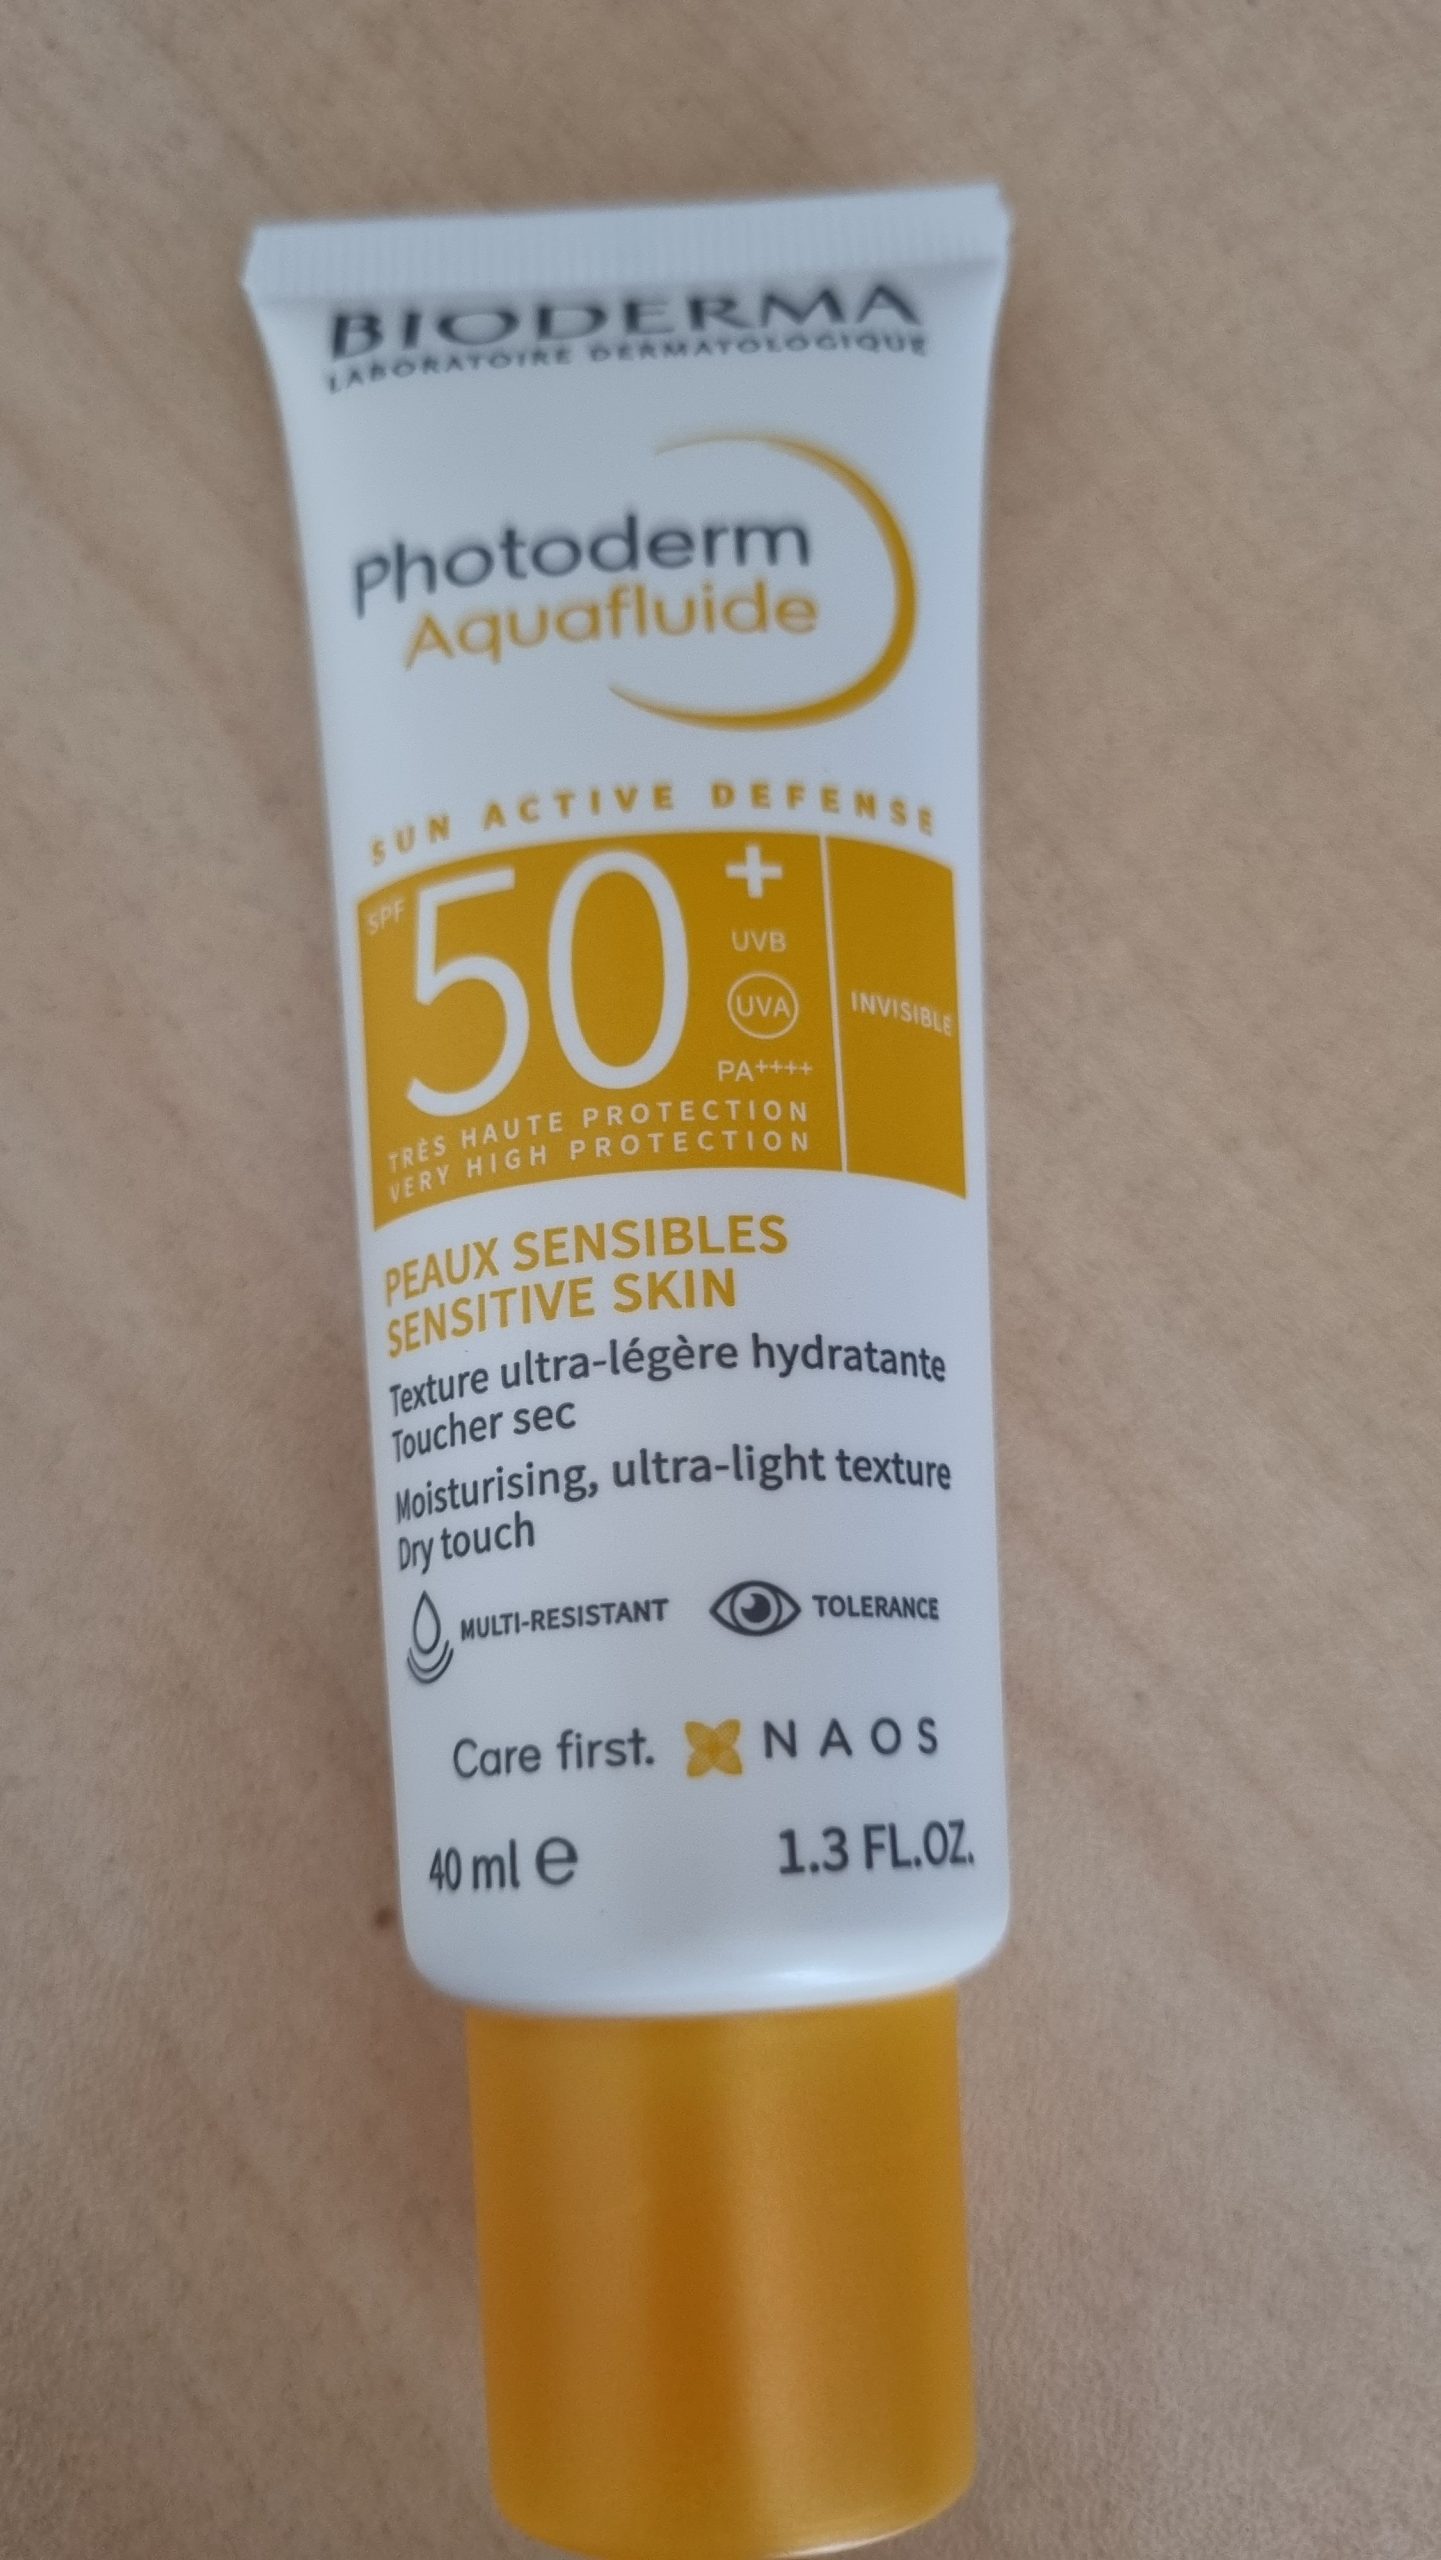 BIODERMA
LABORATOIRE DERMATOLOGIQUE
Photoderm
Aquafluide
SUN ACTIVE DEFENSE
SPF 50+
UVB
UVA
PA++++
INVISIBLE
TRÈS HAUTE PROTECTION
VERY HIGH PROTECTION
PEAUX SENSIBLES
SENSITIVE SKIN
Texture ultra-légère hydratante
Toucher sec
Moisturising, ultra-light texture
Dry touch
MULTI-RESISTANT TOLERANCE
Care first. NAOS
40 ml e 1.3 FL.OZ.